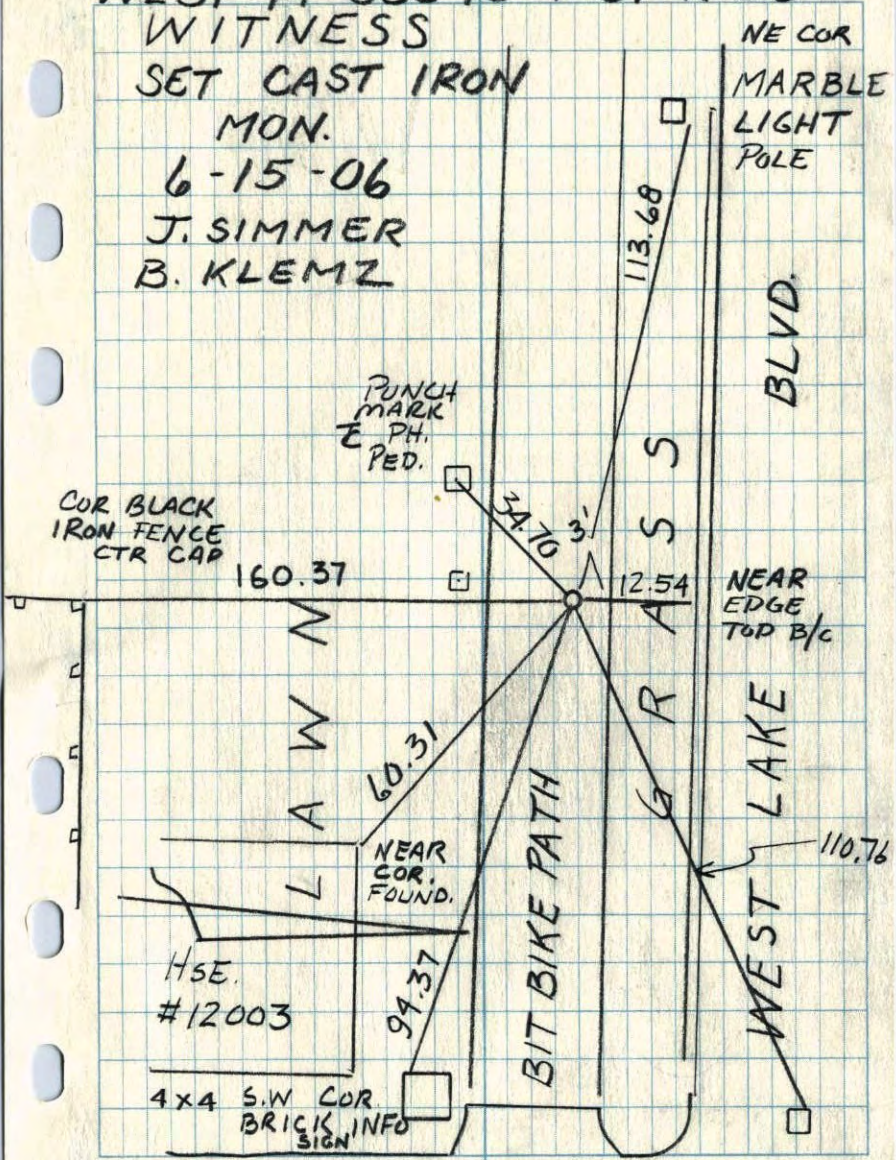 WITNESS
SET CAST IRON
MON.
6-15-06
J. SIMMER
B. KLEMZ
NE COR
MARBLE
LIGHT
POLE
113.68
BLVD.
PUNCH
MARK
PH.
PED.
34.70
3'
COR BLACK
IRON FENCE
CTR CAP
160.37
12.54
NEAR
EDGE
TOP B/C
LAWN
GRASS
60.31
WEST LAKE
110.76
NEAR
COR.
FOUND.
BIT BIKE PATH
HSE.
#12003
94.37
4x4 S.W COR
BRICK INFO
SIGN